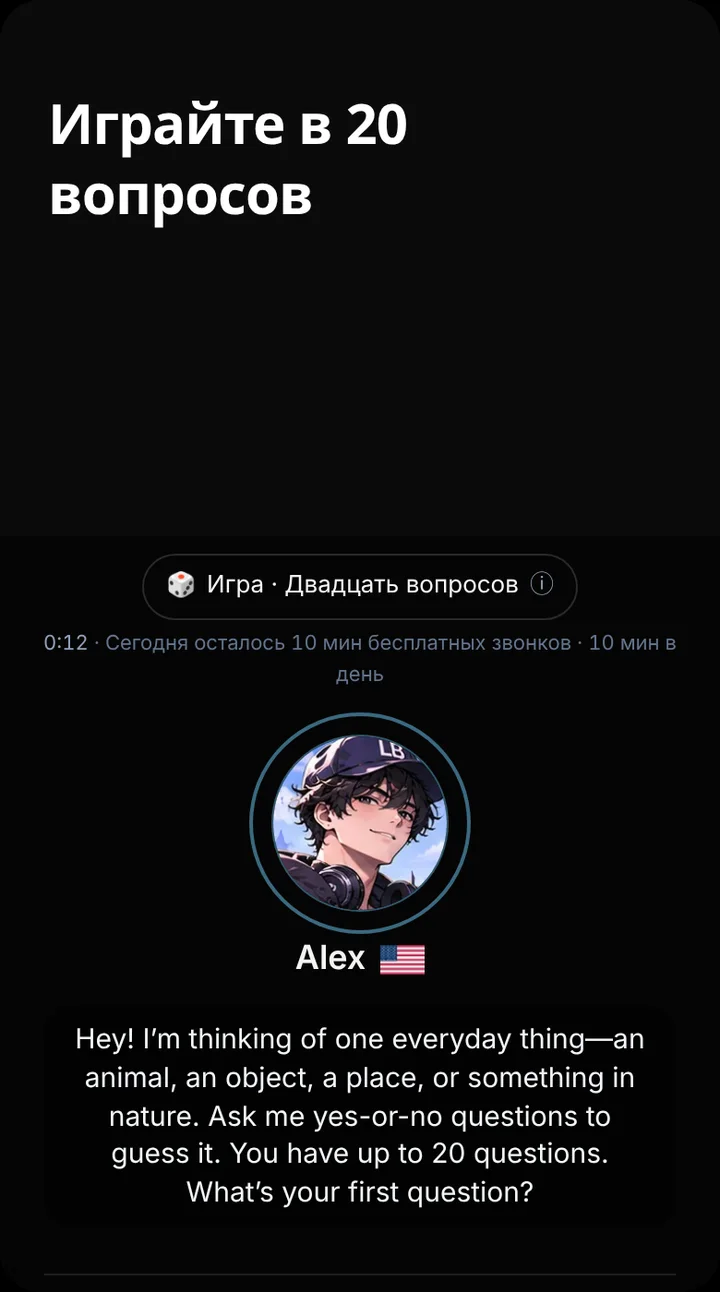 Играйте в 20
вопросов
Игра · Двадцать вопросов
0:12 · Сегодня осталось 10 мин бесплатных звонков · 10 мин в
день
LB
Alex
Hey! I’m thinking of one everyday thing—an
animal, an object, a place, or something in
nature. Ask me yes-or-no questions to
guess it. You have up to 20 questions.
What’s your first question?